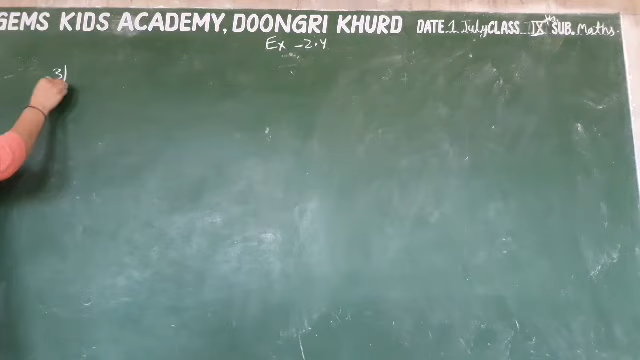 GEMS KIDS ACADEMY, DOONGRI KHURD DATE 1 July CLASS IX SUB. Maths.
Ex - 2.4
3)